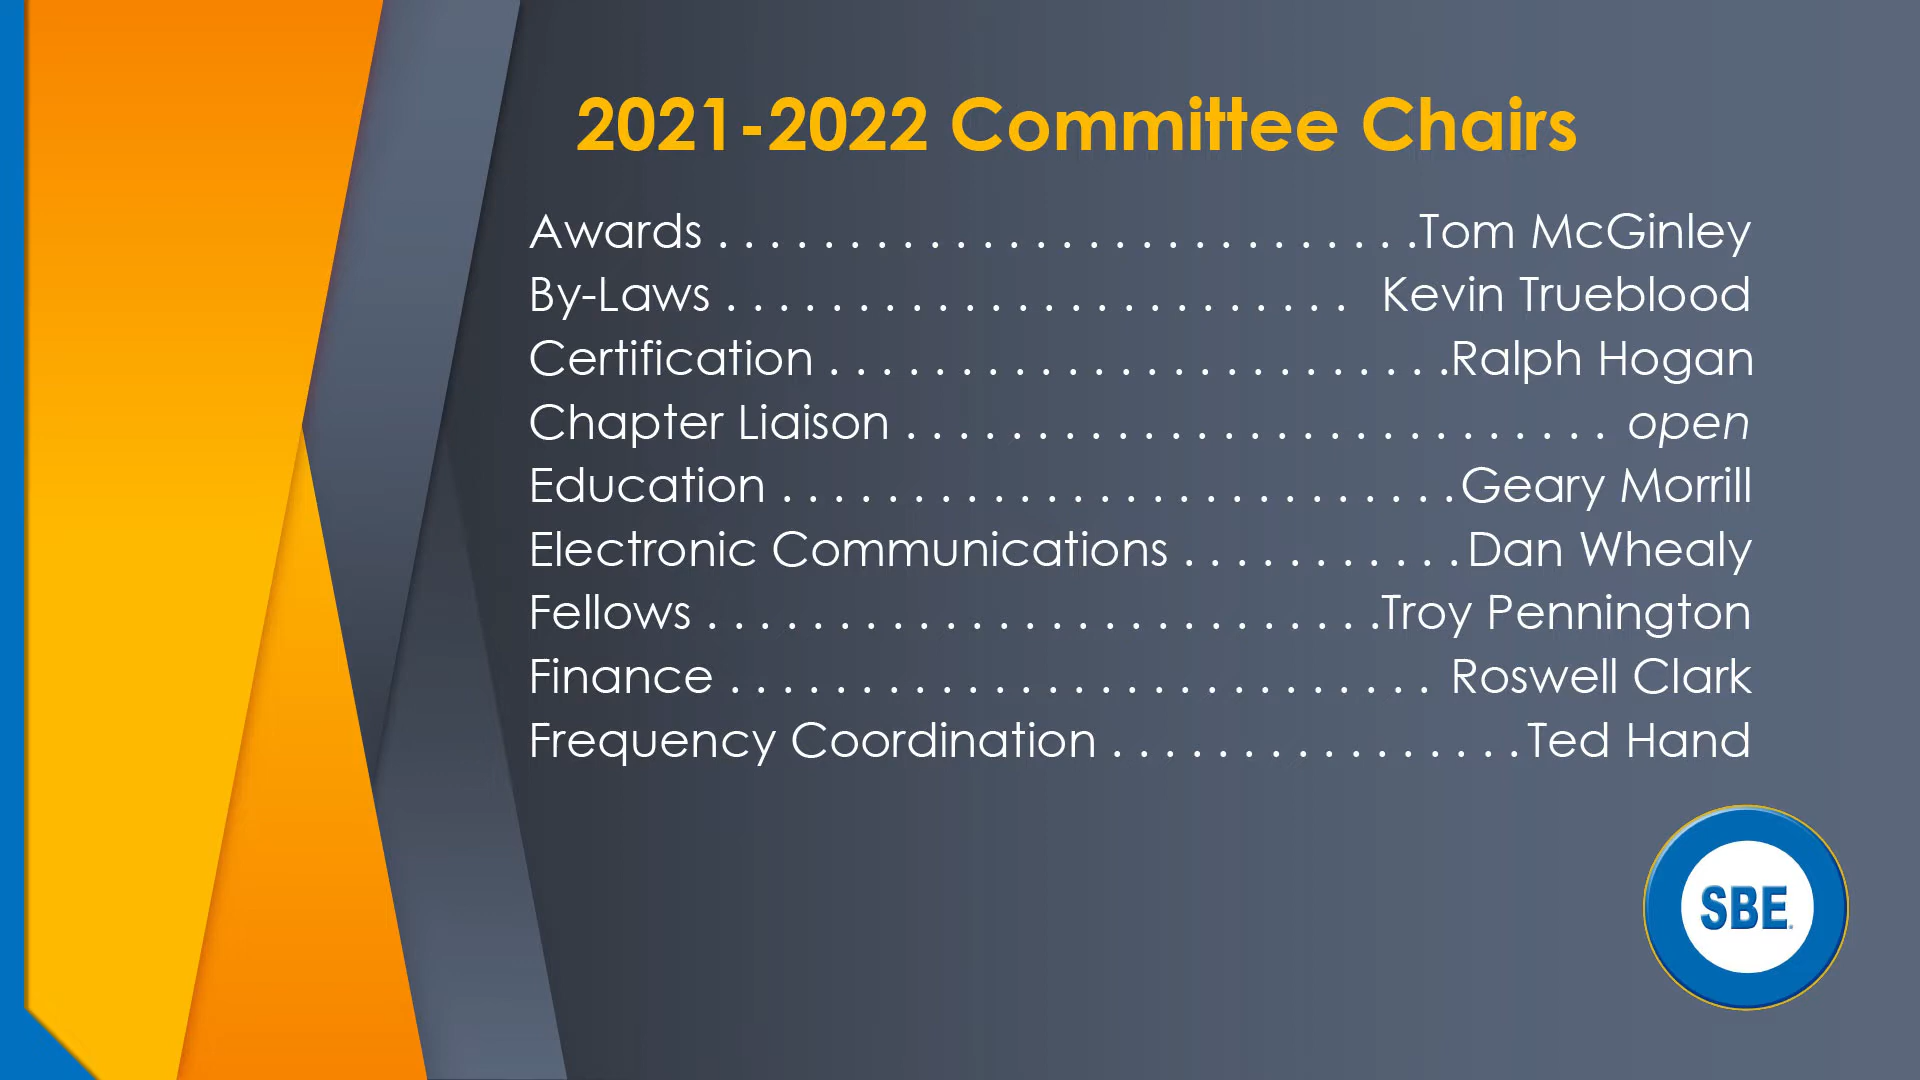 2021-2022 Committee Chairs
Awards . . . . . . . . . . . . . . . . . . . . . . . . . . .Tom McGinley
By-Laws . . . . . . . . . . . . . . . . . . . . . . . . Kevin Trueblood
Certification . . . . . . . . . . . . . . . . . . . . . . . .Ralph Hogan
Chapter Liaison . . . . . . . . . . . . . . . . . . . . . . . . . . . open
Education . . . . . . . . . . . . . . . . . . . . . . . . . .Geary Morrill
Electronic Communications . . . . . . . . . . .Dan Whealy
Fellows . . . . . . . . . . . . . . . . . . . . . . . . . .Troy Pennington
Finance . . . . . . . . . . . . . . . . . . . . . . . . . . . Roswell Clark
Frequency Coordination . . . . . . . . . . . . . . . .Ted Hand
SBE